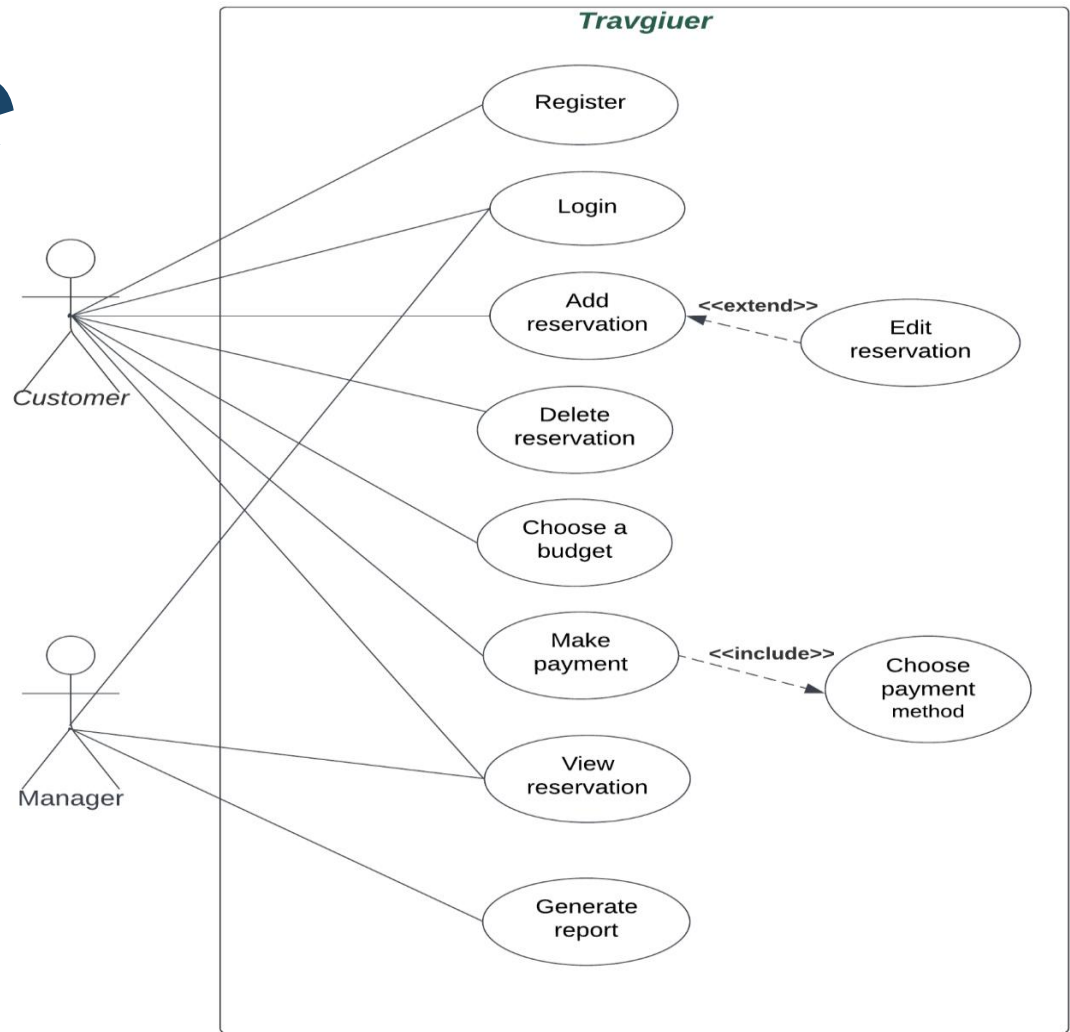 Travgiuer
Register
Login
Add
reservation
<<extend>>
Edit
reservation
Customer
Delete
reservation
Choose a
budget
Make
payment
<<include>>
Choose
payment
method
Manager
View
reservation
Generate
report